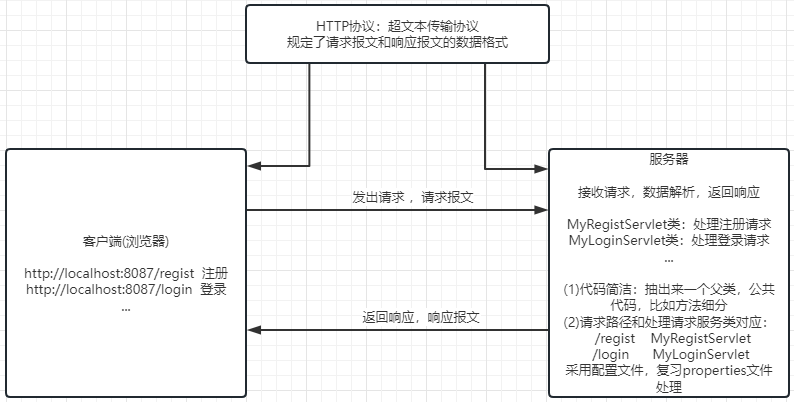 HTTP协议：超文本传输协议
规定了请求报文和响应报文的数据格式
客户端(浏览器)
http://localhost:8087/regist 注册
http://localhost:8087/login 登录
...
发出请求 ，请求报文
返回响应，响应报文
服务器
接收请求，数据解析，返回响应
MyRegistServlet类：处理注册请求
MyLoginServlet类：处理登录请求
...
(1)代码简洁：抽出来一个父类，公共
代码，比如方法细分
(2)请求路径和处理请求服务类对应：
/regist MyRegistServlet
/login MyLoginServlet
采用配置文件，复习properties文件
处理